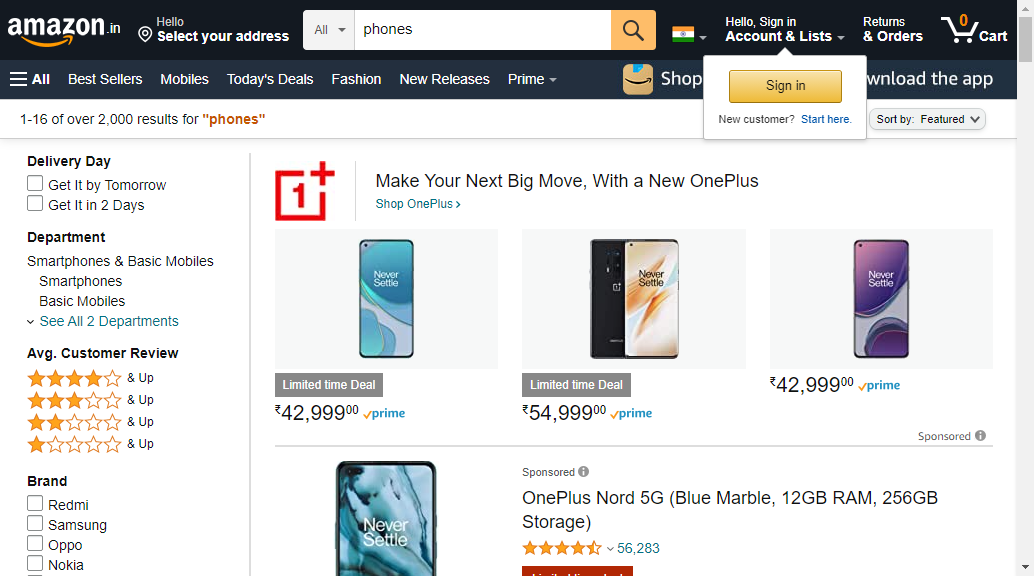 amazon.in
Hello
Select your address
All
phones
Hello, Sign in
Account & Lists
Returns
& Orders
0
Cart
All
Best Sellers
Mobiles
Today's Deals
Fashion
New Releases
Prime
Shop
wnload the app
Sign in
New customer? Start here.
1-16 of over 2,000 results for "phones"
Sort by: Featured
Delivery Day
Get It by Tomorrow
Get It in 2 Days
Department
Smartphones & Basic Mobiles
Smartphones
Basic Mobiles
See All 2 Departments
Avg. Customer Review
& Up
& Up
& Up
& Up
Brand
Redmi
Samsung
Oppo
Nokia
1+
Make Your Next Big Move, With a New OnePlus
Shop OnePlus ›
Never
Settle
Limited time Deal
₹42,99900 prime
Never
Settle
Limited time Deal
₹54,99900 prime
Never
Settle
₹42,99900 prime
Sponsored
Never
Settle
Sponsored
OnePlus Nord 5G (Blue Marble, 12GB RAM, 256GB
Storage)
56,283
Limited time deal